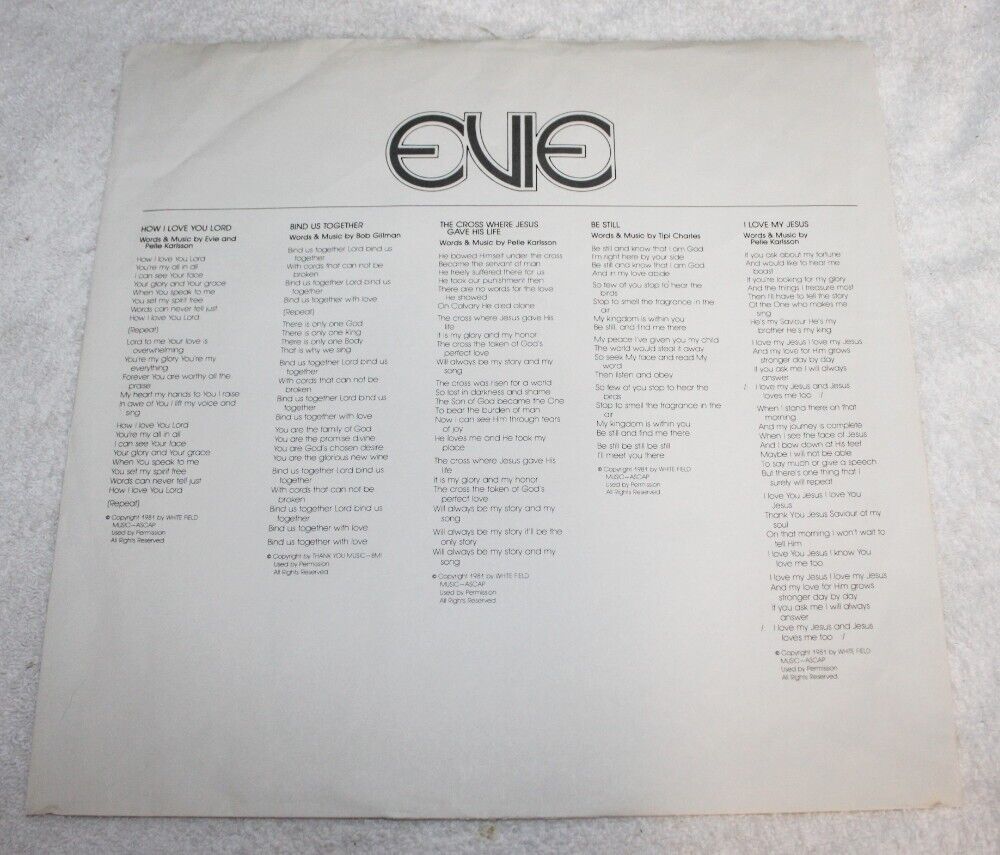 EVIE
HOW I LOVE YOU LORD
Words & Music by Evie and
Pelle Karlsson
How I love You Lord
You're my all in all
I can see Your face
Your glory and Your grace
When You speak to me
You set my spirit free
Words can never tell just
How I love You Lord
(Repeat)
Lord to me Your love is
overwhelming
You're my glory You're my
everything
Forever You are worthy all the
praise
My heart my hands to You I raise
In awe of You I lift my voice and
sing
How I love You Lord
You're my all in all
I can see Your face
Your glory and Your grace
When You speak to me
You set my spirit free
Words can never tell just
How I love You Lord
(Repeat)
© Copyright 1981 by WHITE FIELD
MUSIC—ASCAP
Used by Permission
All Rights Reserved
BIND US TOGETHER
Words & Music by Bob Gillman
Bind us together Lord bind us
together
With cords that can not be
broken
Bind us together Lord bind us
together
Bind us together with love
(Repeat)
There is only one God
There is only one King
There is only one Body
That is why we sing
Bind us together Lord bind us
together
With cords that can not be
broken
Bind us together Lord bind us
together
Bind us together with love
You are the family of God
You are the promise divine
You are God's chosen desire
You are the glorious new wine
Bind us together Lord bind us
together
With cords that can not be
broken
Bind us together Lord bind us
together
Bind us together with love
Bind us together with love
© Copyright by THANK YOU MUSIC—BMI
Used by Permission
All Rights Reserved
THE CROSS WHERE JESUS
GAVE HIS LIFE
Words & Music by Pelle Karlsson
He bowed Himself under the cross
Became the servant of man
He freely suffered there for us
He took our punishment then
There are no words for the love
He showed
On Calvary He died alone
The cross where Jesus gave His
life
It is my glory and my honor
The cross the token of God's
perfect love
Will always be my story and my
song
The cross was risen for a world
So lost in darkness and shame
The Son of God became the One
To bear the burden of man
Now I can see Him through tears
of joy
He loves me and He took my
place
The cross where Jesus gave His
life
It is my glory and my honor
The cross the token of God's
perfect love
Will always be my story and my
song
Will always be my story it'll be the
only story
Will always be my story and my
song
© Copyright 1981 by WHITE FIELD
MUSIC—ASCAP
Used by Permission
All Rights Reserved
BE STILL
Words & Music by Tipi Charles
Be still and know that I am God
I'm right here by your side
Be still and know that I am God
And in my love abide
So few of you stop to hear the
birds
Stop to smell the fragrance in the
air
My kingdom is within you
Be still, and find me there
My peace I've given you my child
The world would steal it away
So seek My face and read My
word
Then listen and obey
So few of you stop to hear the
birds
Stop to smell the fragrance in the
air
My kingdom is within you
Be still and find me there
Be still be still be still
I'll meet you there
© Copyright 1981 by WHITE FIELD
MUSIC—ASCAP
Used by Permission
All Rights Reserved
I LOVE MY JESUS
Words & Music by
Pelle Karlsson
If you ask about my fortune
And would like to hear me
boast
If you're looking for my glory
And the things I treasure most
Then I'll have to tell the story
Of the One who makes me
sing
He's my Saviour He's my
brother He's my king
I love my Jesus I love my Jesus
And my love for Him grows
stronger day by day
If you ask me I will always
answer
/: I love my Jesus and Jesus
loves me too :/
When I stand there on that
morning
And my journey is complete
When I see the face of Jesus
And I bow down at His feet
Maybe I will not be able
To say much or give a speech
But there's one thing that I
surely will repeat
I love You Jesus I love You
Jesus
Thank You Jesus Saviour of my
soul
On that morning I won't wait to
tell Him
I love You Jesus I know You
love me too
I love my Jesus I love my Jesus
And my love for Him grows
stronger day by day
If you ask me I will always
answer
/: I love my Jesus and Jesus
loves me too :/
© Copyright 1981 by WHITE FIELD
MUSIC—ASCAP
Used by Permission
All Rights Reserved